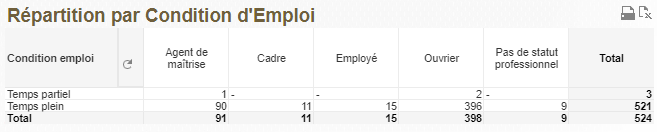 Répartition par Condition d'Emploi
Condition emploi Agent de maîtrise Cadre Employé Ouvrier Pas de statut professionnel Total
Temps partiel 1 - - 2 - 3
Temps plein 90 11 15 396 9 521
Total 91 11 15 398 9 524